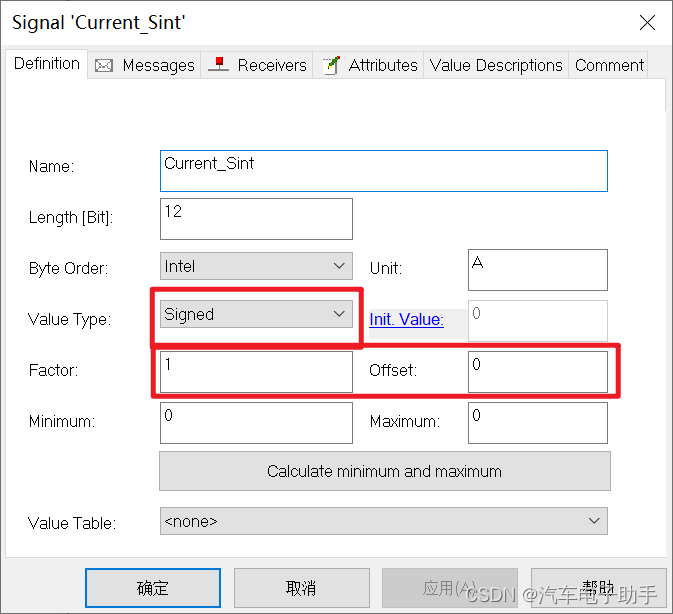 Signal 'Current_Sint'
Definition Messages Receivers Attributes Value Descriptions Comment
Name: Current_Sint
Length [Bit]: 12
Byte Order: Intel Unit: A
Value Type: Signed Init. Value: 0
Factor: 1 Offset: 0
Minimum: 0 Maximum: 0
Calculate minimum and maximum
Value Table: <none>
确定 取消 应用(A) 帮助
CSDN @汽车电子助手